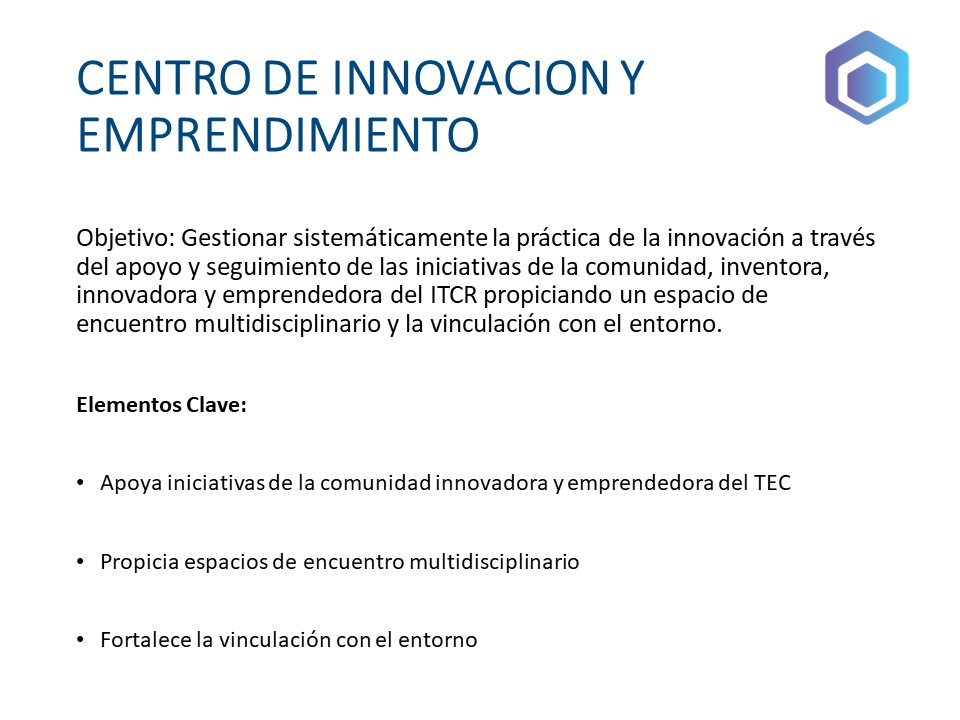 CENTRO DE INNOVACION Y
EMPRENDIMIENTO
Objetivo: Gestionar sistemáticamente la práctica de la innovación a través
del apoyo y seguimiento de las iniciativas de la comunidad, inventora,
innovadora y emprendedora del ITCR propiciando un espacio de
encuentro multidisciplinario y la vinculación con el entorno.
Elementos Clave:
• Apoya iniciativas de la comunidad innovadora y emprendedora del TEC
• Propicia espacios de encuentro multidisciplinario
• Fortalece la vinculación con el entorno